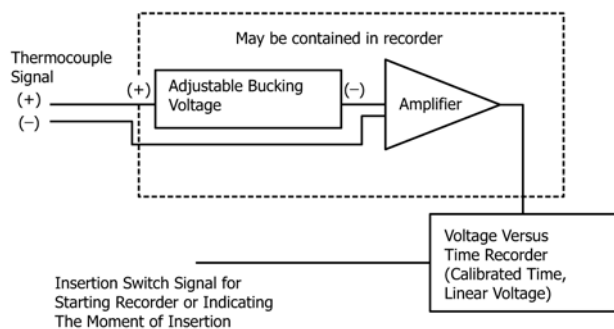 May be contained in recorder
Thermocouple
Signal
(+)
(−)
(+)
Adjustable Bucking
Voltage
(−)
Amplifier
Voltage Versus
Time Recorder
(Calibrated Time,
Linear Voltage)
Insertion Switch Signal for
Starting Recorder or Indicating
The Moment of Insertion